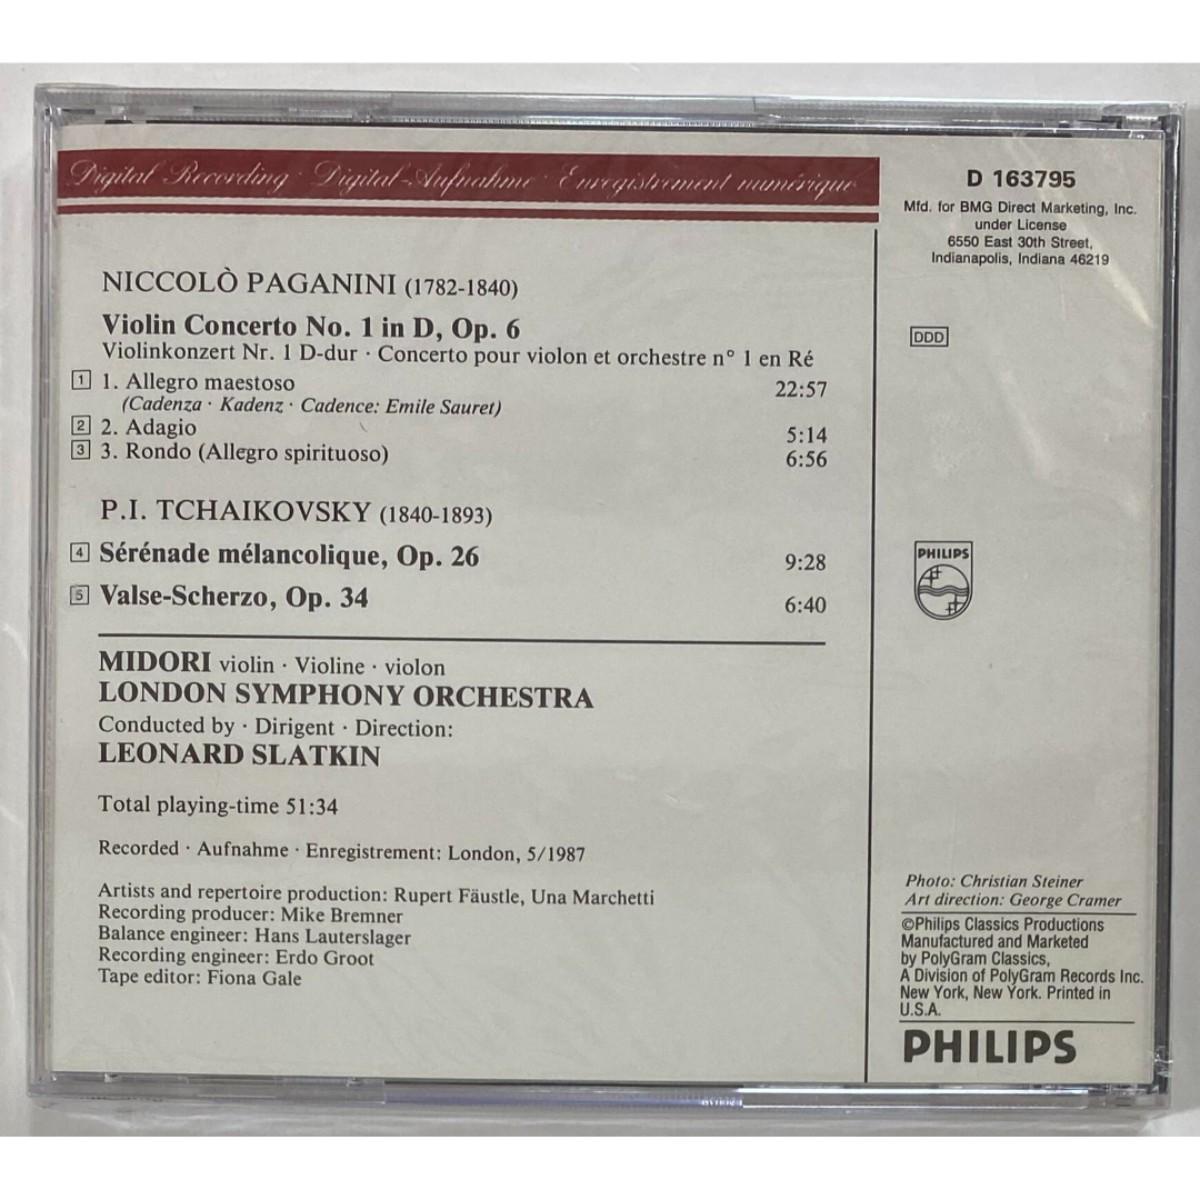 Digital Recording · Digital-Aufnahme · Enregistrement numérique
NICCOLÒ PAGANINI (1782-1840)
Violin Concerto No. 1 in D, Op. 6
Violinkonzert Nr. 1 D-dur · Concerto pour violon et orchestre n° 1 en Ré
1 1. Allegro maestoso 22:57
(Cadenza · Kadenz · Cadence: Emile Sauret)
2 2. Adagio 5:14
3 3. Rondo (Allegro spirituoso) 6:56
P.I. TCHAIKOVSKY (1840-1893)
4 Sérénade mélancolique, Op. 26 9:28
5 Valse-Scherzo, Op. 34 6:40
MIDORI violin · Violine · violon
LONDON SYMPHONY ORCHESTRA
Conducted by · Dirigent · Direction:
LEONARD SLATKIN
Total playing-time 51:34
Recorded · Aufnahme · Enregistrement: London, 5/1987
Artists and repertoire production: Rupert Fäustle, Una Marchetti
Recording producer: Mike Bremner
Balance engineer: Hans Lauterslager
Recording engineer: Erdo Groot
Tape editor: Fiona Gale
D 163795
Mfd. for BMG Direct Marketing, Inc.
under License
6550 East 30th Street,
Indianapolis, Indiana 46219
DDD
PHILIPS
Photo: Christian Steiner
Art direction: George Cramer
©Philips Classics Productions
Manufactured and Marketed
by PolyGram Classics,
A Division of PolyGram Records Inc.
New York, New York. Printed in
U.S.A.
PHILIPS